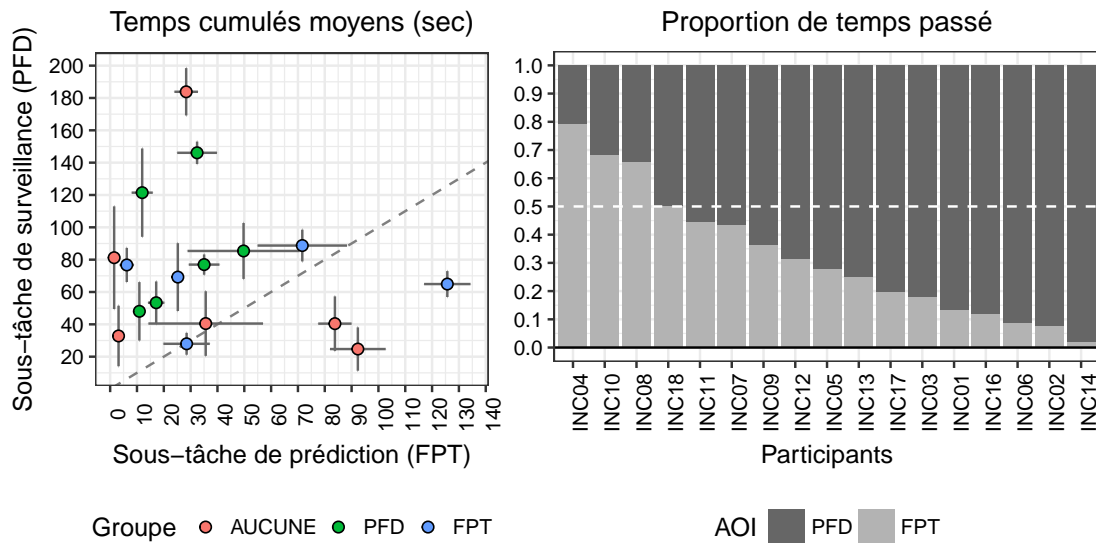 Temps cumulés moyens (sec)
Sous−tâche de surveillance (PFD)
200
180
160
140
120
100
80
60
40
20
0
10
20
30
40
50
60
70
80
90
100
110
120
130
140
Sous−tâche de prédiction (FPT)
Groupe AUCUNE PFD FPT
Proportion de temps passé
1.0
0.9
0.8
0.7
0.6
0.5
0.4
0.3
0.2
0.1
0.0
INC04
INC10
INC08
INC18
INC11
INC07
INC09
INC12
INC05
INC13
INC17
INC03
INC01
INC16
INC06
INC02
INC14
Participants
AOI PFD FPT